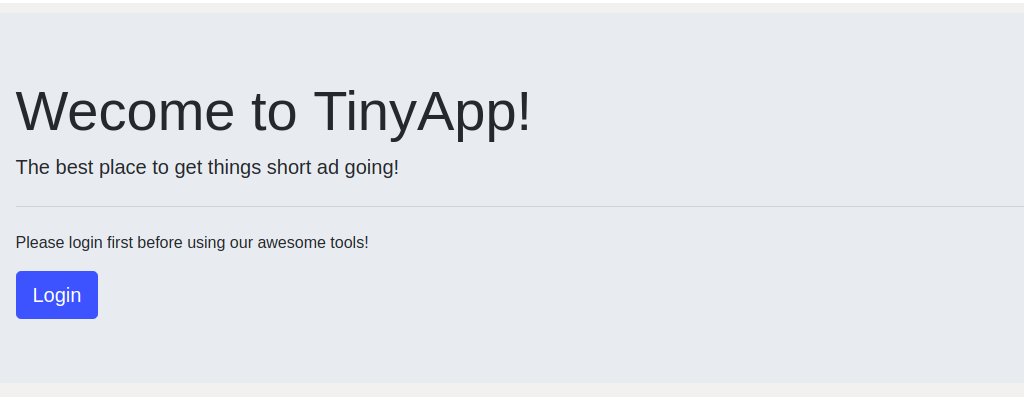 Wecome to TinyApp!
The best place to get things short ad going!
Please login first before using our awesome tools!
Login